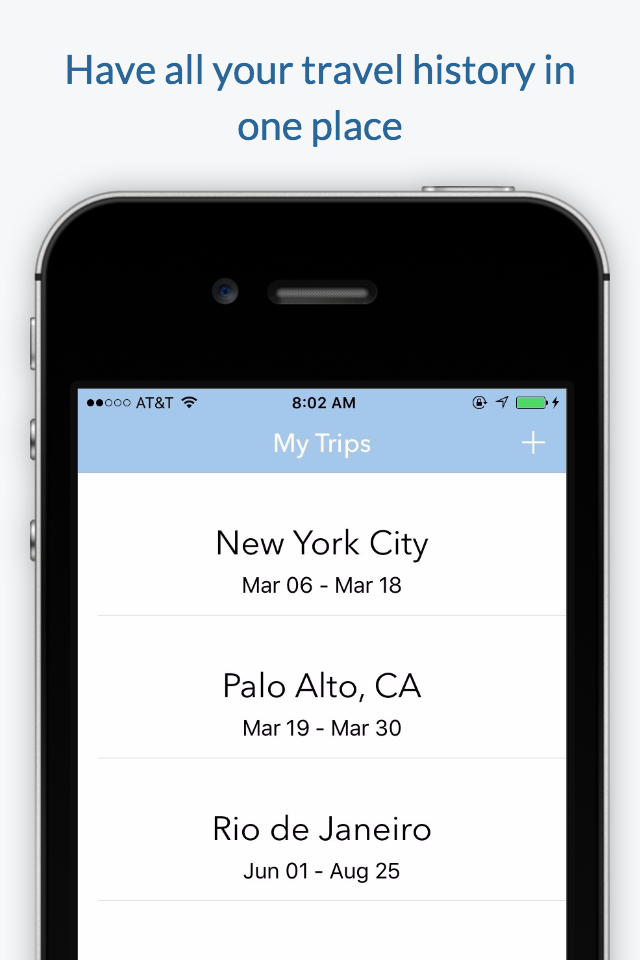 Have all your travel history in
one place
AT&T 8:02 AM
My Trips +
New York City
Mar 06 - Mar 18
Palo Alto, CA
Mar 19 - Mar 30
Rio de Janeiro
Jun 01 - Aug 25